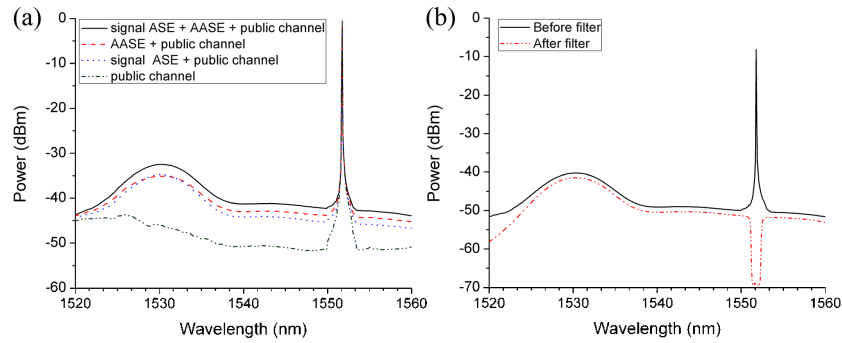 (a)
0
-10
-20
-30
-40
-50
-60
Power (dBm)
signal ASE + AASE + public channel
AASE + public channel
signal ASE + public channel
public channel
1520
1530
1540
1550
1560
Wavelength (nm)
(b)
0
-10
-20
-30
-40
-50
-60
-70
Power (dBm)
Before filter
After filter
1520
1530
1540
1550
1560
Wavelength (nm)